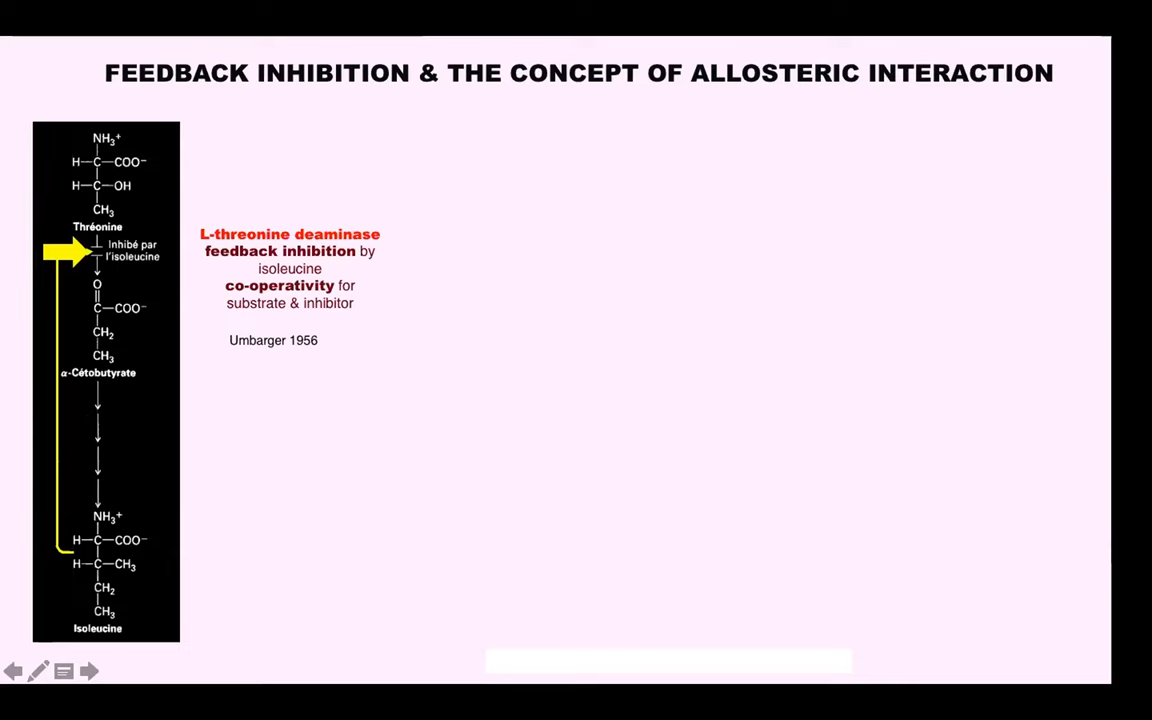 FEEDBACK INHIBITION & THE CONCEPT OF ALLOSTERIC INTERACTION
NH₃⁺
H—C—COO⁻
H—C—OH
CH₃
Thréonine
Inhibé par
l'isoleucine
O
C—COO⁻
CH₂
CH₃
α-Cétobutyrate
NH₃⁺
H—C—COO⁻
H—C—CH₃
CH₂
CH₃
Isoleucine
L-threonine deaminase
feedback inhibition by
isoleucine
co-operativity for
substrate & inhibitor
Umbarger 1956